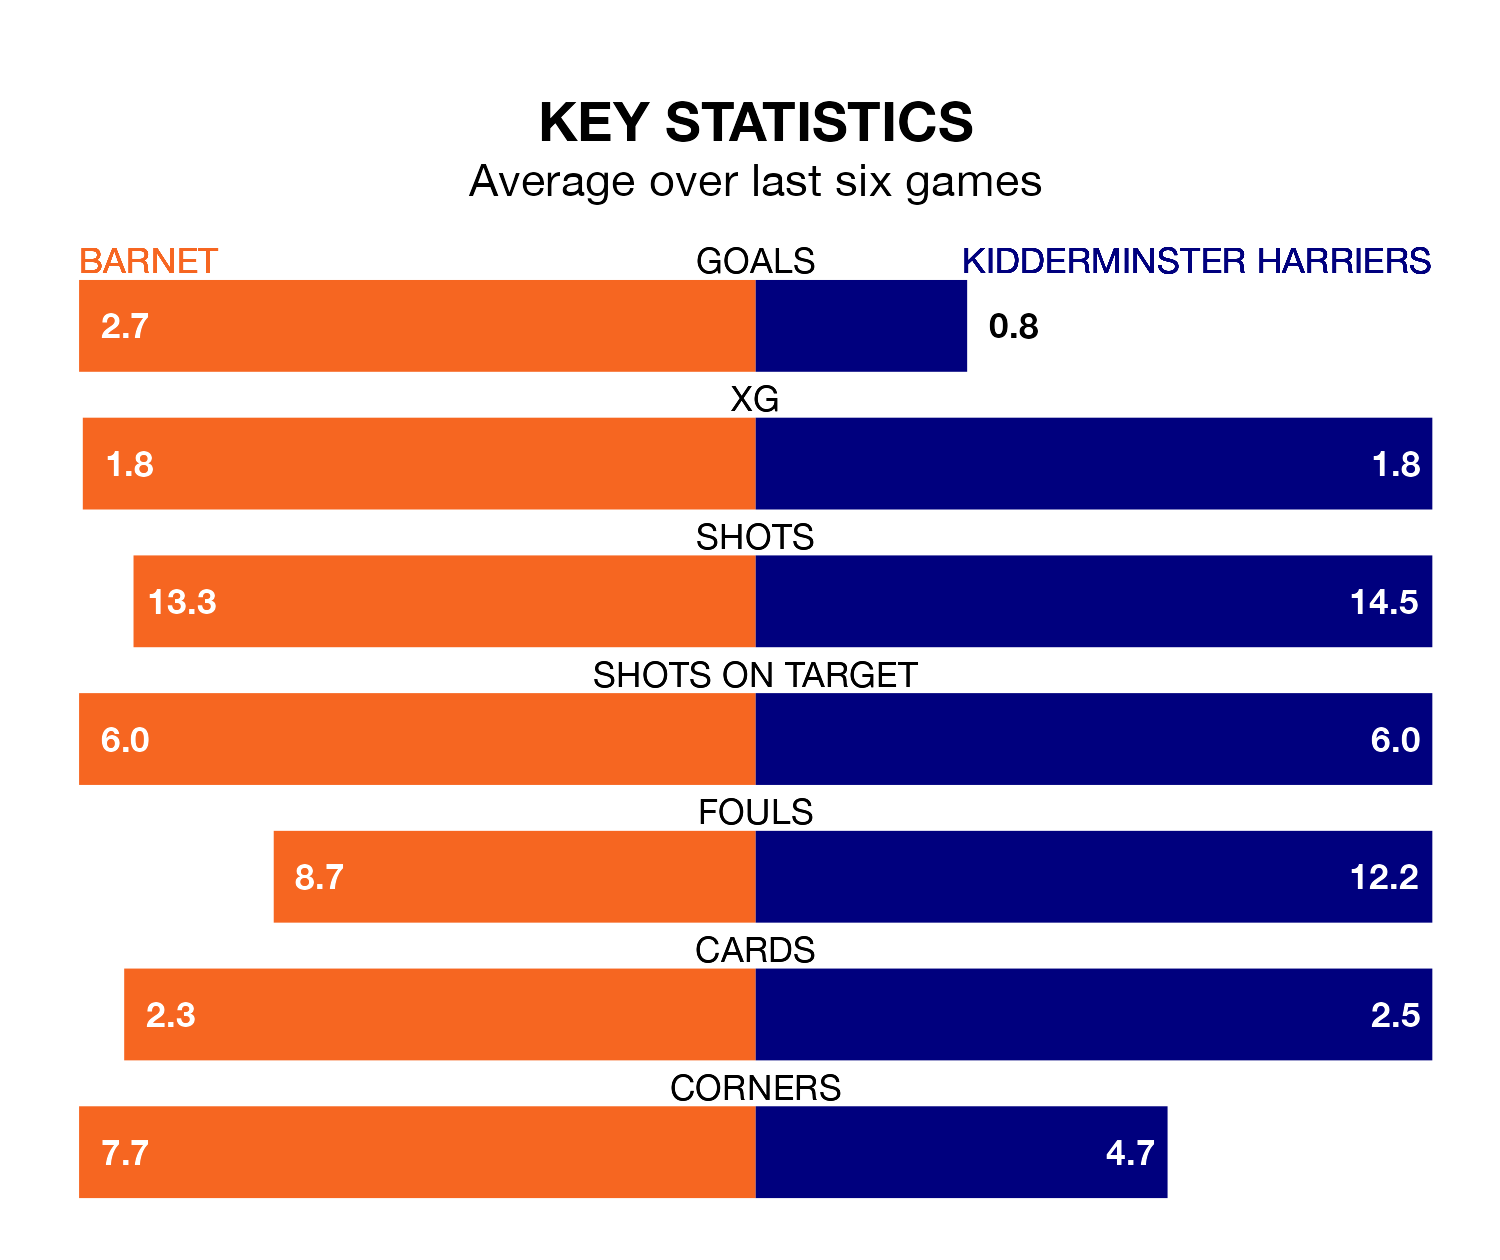 KEY STATISTICS
Average over last six games
BARNET GOALS KIDDERMINSTER HARRIERS
2.7 0.8
XG
1.8 1.8
SHOTS
13.3 14.5
SHOTS ON TARGET
6.0 6.0
FOULS
8.7 12.2
CARDS
2.3 2.5
CORNERS
7.7 4.7